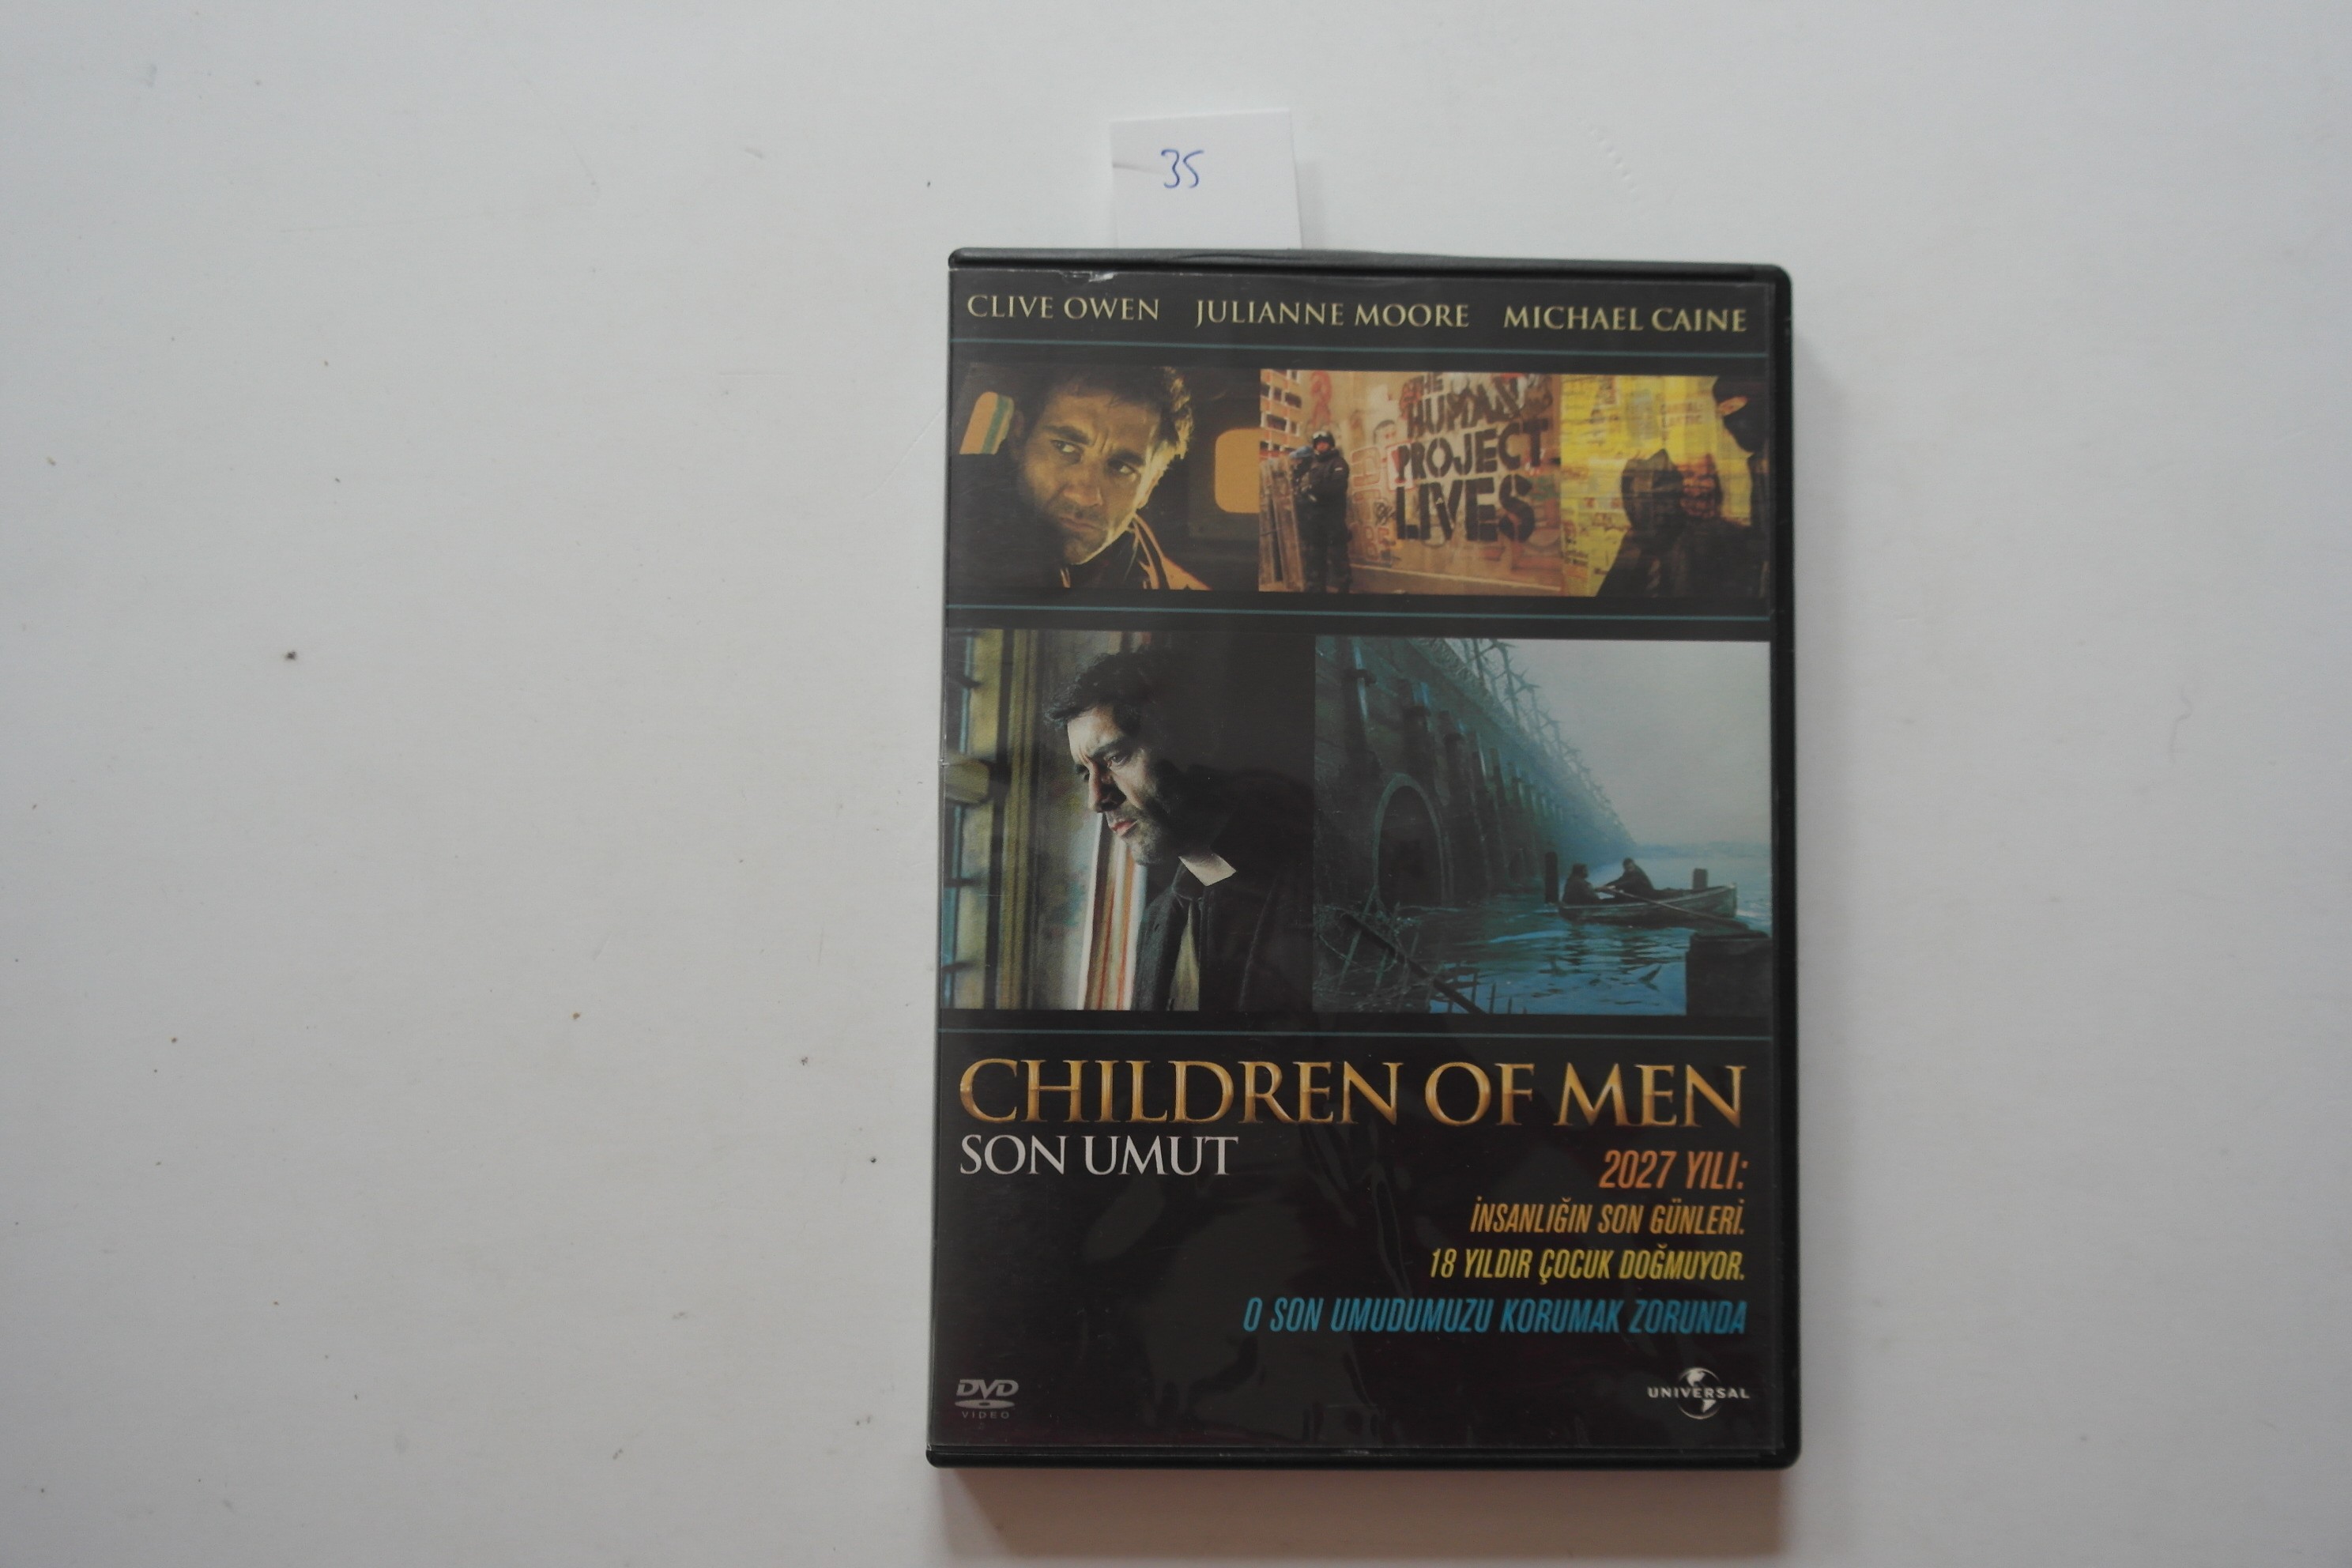 35
CLIVE OWEN JULIANNE MOORE MICHAEL CAINE
THE
HUMAN
PROJECT
LIVES
CHILDREN OF MEN
SON UMUT
2027 YILI:
İNSANLIĞIN SON GÜNLERİ.
18 YILDIR ÇOCUK DOĞMUYOR.
O SON UMUDUMUZU KORUMAK ZORUNDA
DVD
VIDEO
UNIVERSAL